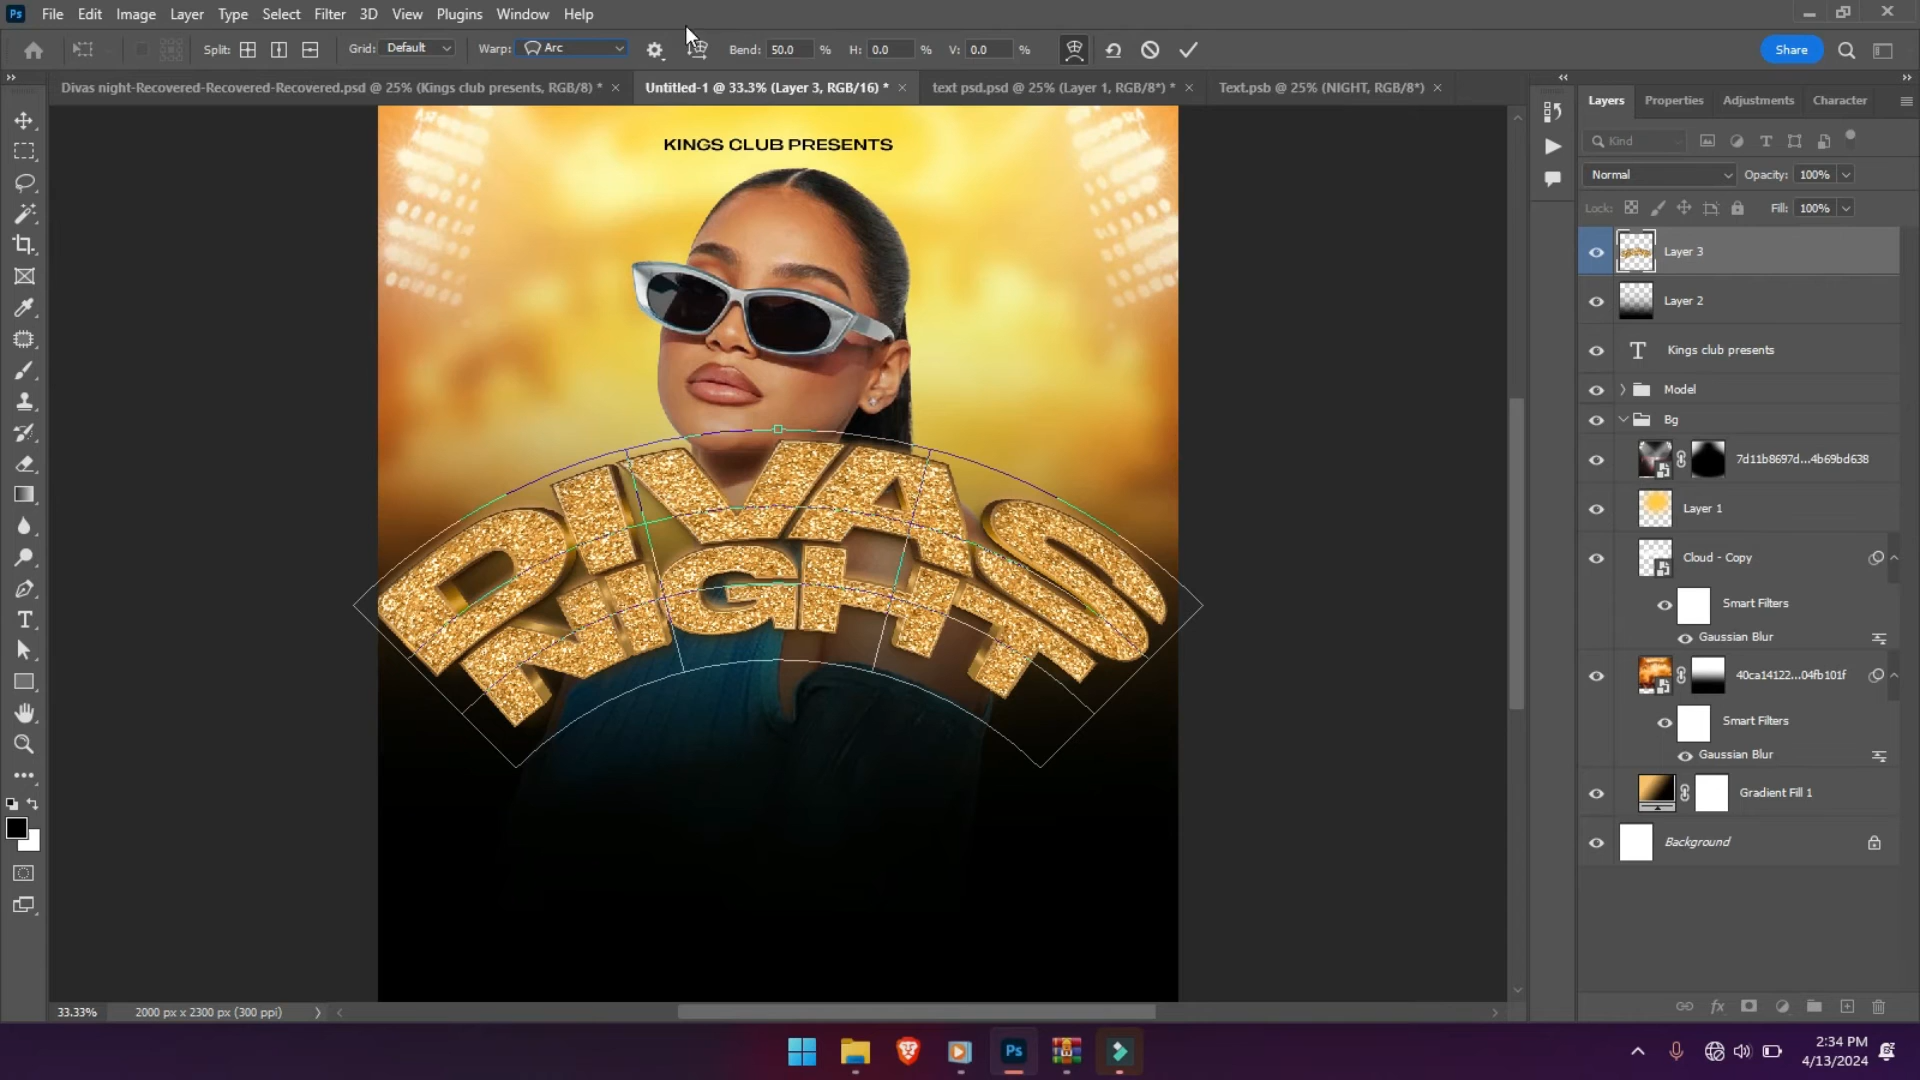 Ps File Edit Image Layer Type Select Filter 3D View Plugins Window Help
Split: Grid: Default Warp: Arc Bend: 50.0 % H: 0.0 % V: 0.0 % Share
Divas night-Recovered-Recovered-Recovered.psd @ 25% (Kings club presents, RGB/8) * × Untitled-1 @ 33.3% (Layer 3, RGB/16) * × text psd.psd @ 25% (Layer 1, RGB/8*) * × Text.psb @ 25% (NIGHT, RGB/8*) ×
Layers Properties Adjustments Character
Kind
Normal Opacity: 100%
Lock: Fill: 100%
Layer 3
Layer 2
Kings club presents
Model
Bg
7d11b8697d...4b69bd638
Layer 1
Cloud - Copy
Smart Filters
Gaussian Blur
40ca14122...04fb101f
Smart Filters
Gaussian Blur
Gradient Fill 1
Background
KINGS CLUB PRESENTS
DIVAS
NIGHT
33.33% 2000 px x 2300 px (300 ppi)
Ps
2:34 PM
4/13/2024